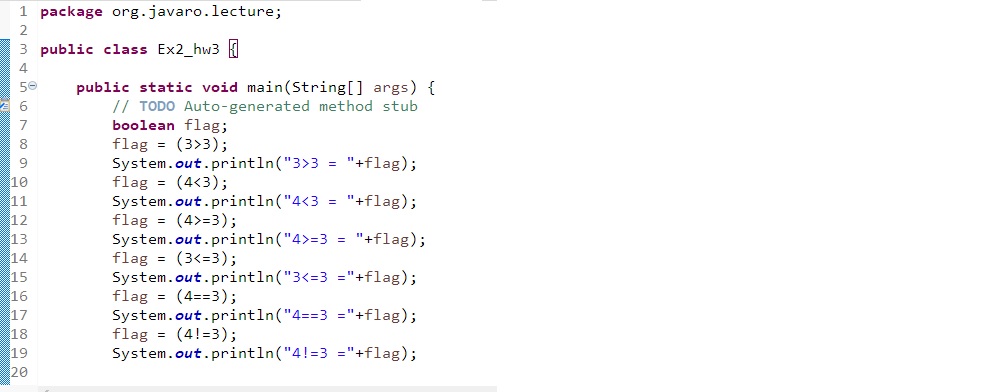 1 package org.javaro.lecture;
2
3 public class Ex2_hw3 {
4
5 public static void main(String[] args) {
6 // TODO Auto-generated method stub
7 boolean flag;
8 flag = (3>3);
9 System.out.println("3>3 = "+flag);
10 flag = (4<3);
11 System.out.println("4<3 = "+flag);
12 flag = (4>=3);
13 System.out.println("4>=3 = "+flag);
14 flag = (3<=3);
15 System.out.println("3<=3 ="+flag);
16 flag = (4==3);
17 System.out.println("4==3 ="+flag);
18 flag = (4!=3);
19 System.out.println("4!=3 ="+flag);
20